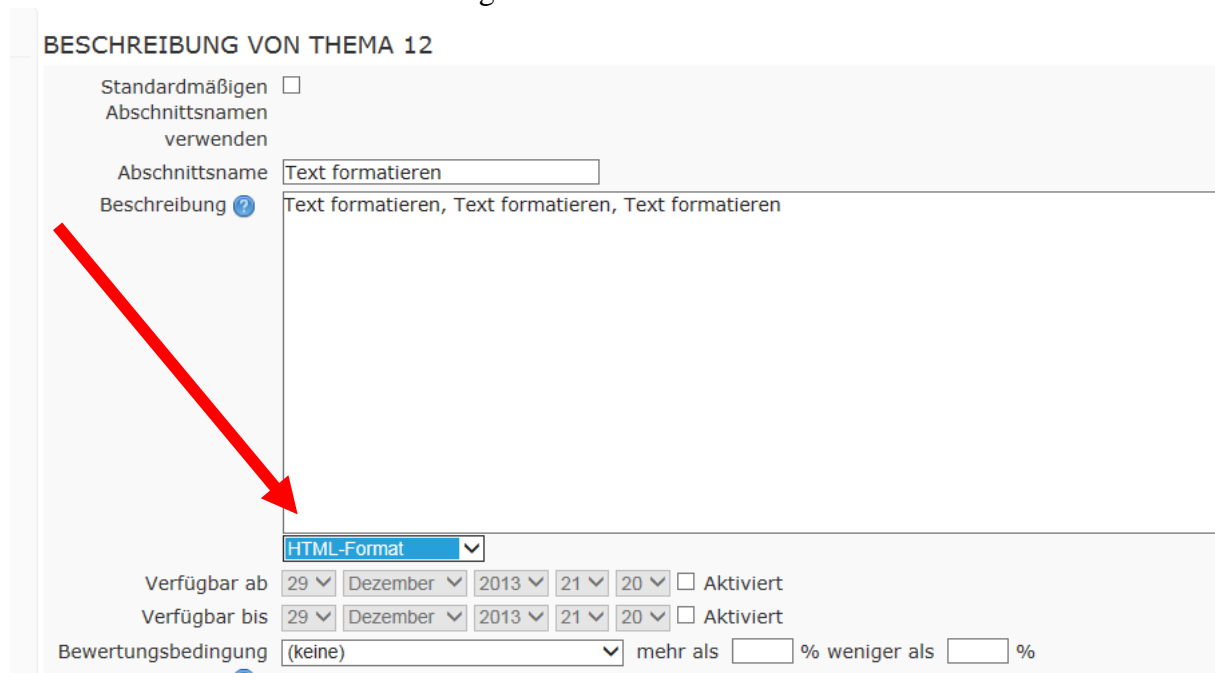 BESCHREIBUNG VON THEMA 12
Standardmäßigen
Abschnittsnamen
verwenden
Abschnittsname Text formatieren
Beschreibung ? Text formatieren, Text formatieren, Text formatieren
HTML-Format
Verfügbar ab 29 Dezember 2013 21 20 Aktiviert
Verfügbar bis 29 Dezember 2013 21 20 Aktiviert
Bewertungsbedingung (keine) mehr als % weniger als %